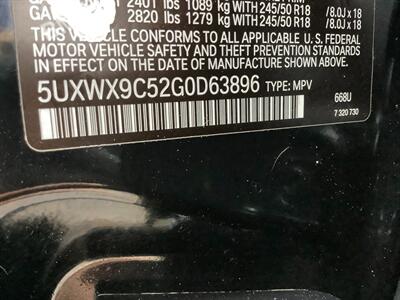 2401 lbs 1089 kg WITH 245/50 R18 / 8.0J x 18
2820 lbs 1279 kg WITH 245/50 R18 / 8.0J x 18
THIS VEHICLE CONFORMS TO ALL APPLICABLE U.S. FEDERAL
MOTOR VEHICLE SAFETY, AND THEFT PREVENTION STANDARDS
IN EFFECT ON THE DATE OF MANUFACTURE SHOWN ABOVE.
5UXWX9C52G0D63896 TYPE: MPV
668U
7 320 730